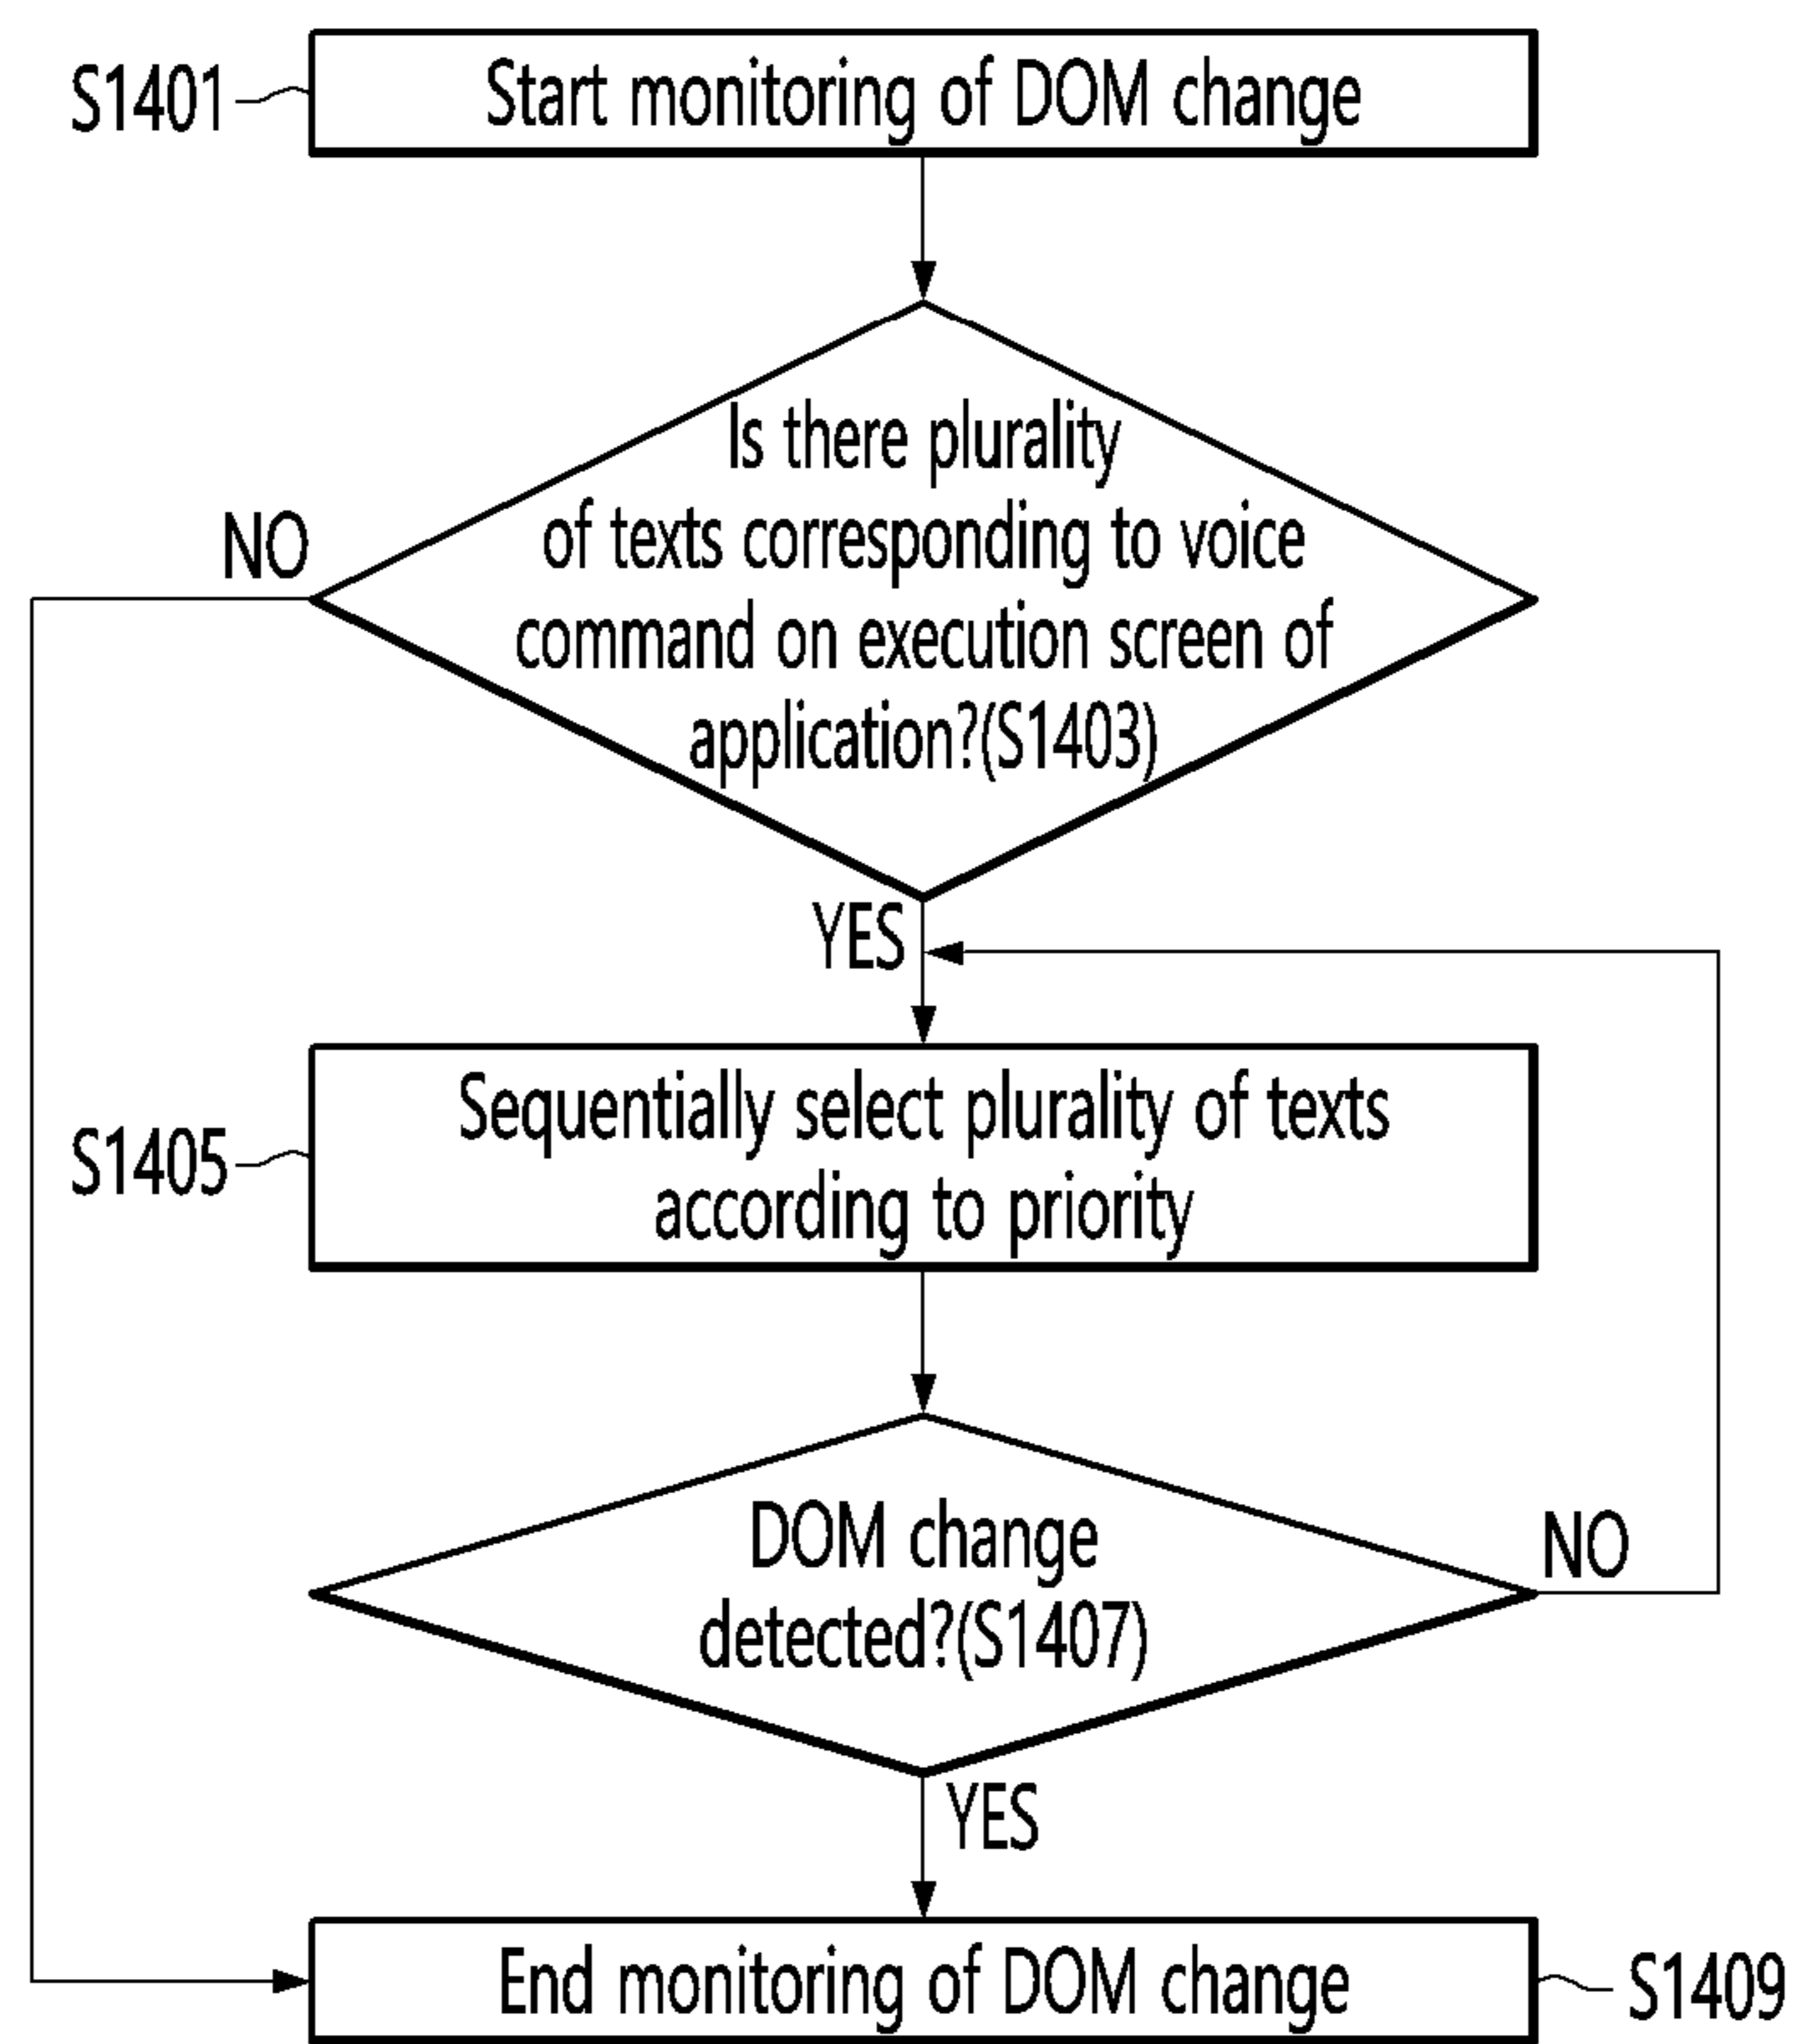 S1401
Start monitoring of DOM change
Is there plurality
of texts corresponding to voice
command on execution screen of
application?(S1403)
NO
YES
S1405
Sequentially select plurality of texts
according to priority
DOM change
detected?(S1407)
NO
YES
End monitoring of DOM change
S1409